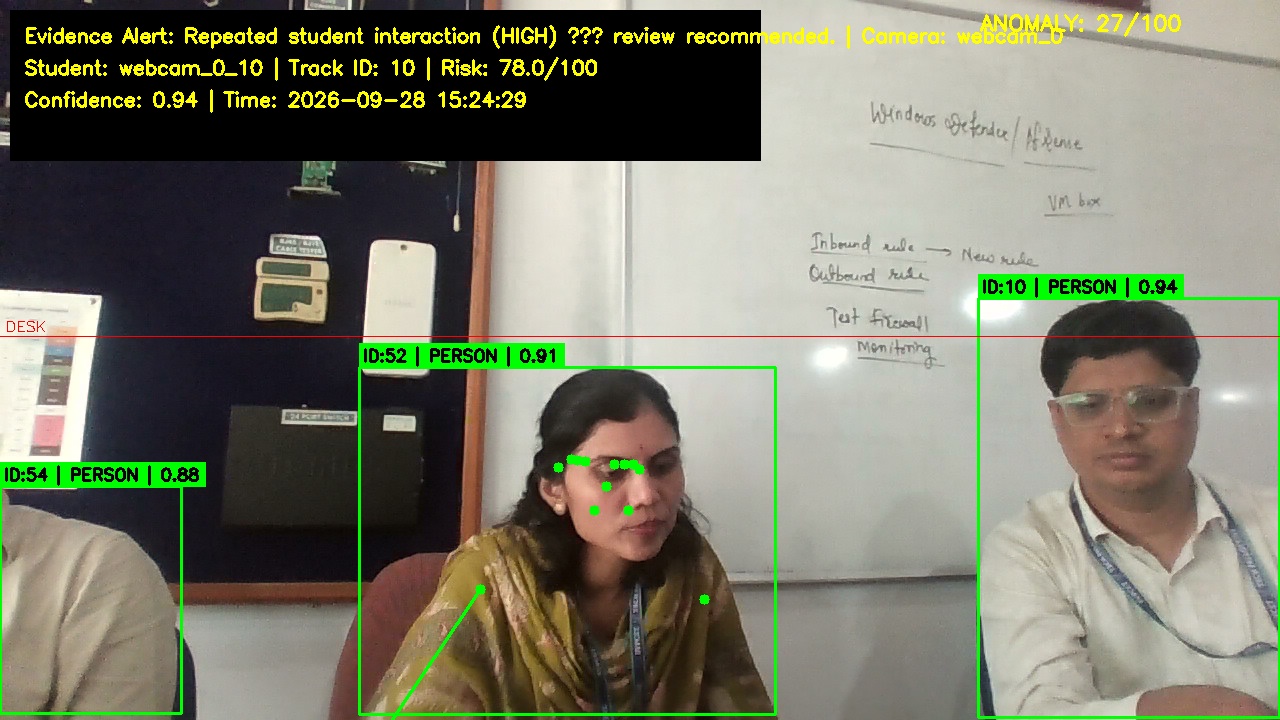 Evidence Alert: Repeated student interaction (HIGH) ??? review recommended. | Camera: webcam_0
ANOMALY: 27/100
Student: webcam_0_10 | Track ID: 10 | Risk: 78.0/100
Confidence: 0.94 | Time: 2026-09-28 15:24:29
Windows Defender/
VM box
Inbound rule → New rule
Outbound rule
Test firewall
Monitoring
RJ45 / RJ11
CABLE TESTER
DESK
ID:10 | PERSON | 0.94
ID:52 | PERSON | 0.91
24 PORT SWITCH
ID:54 | PERSON | 0.88